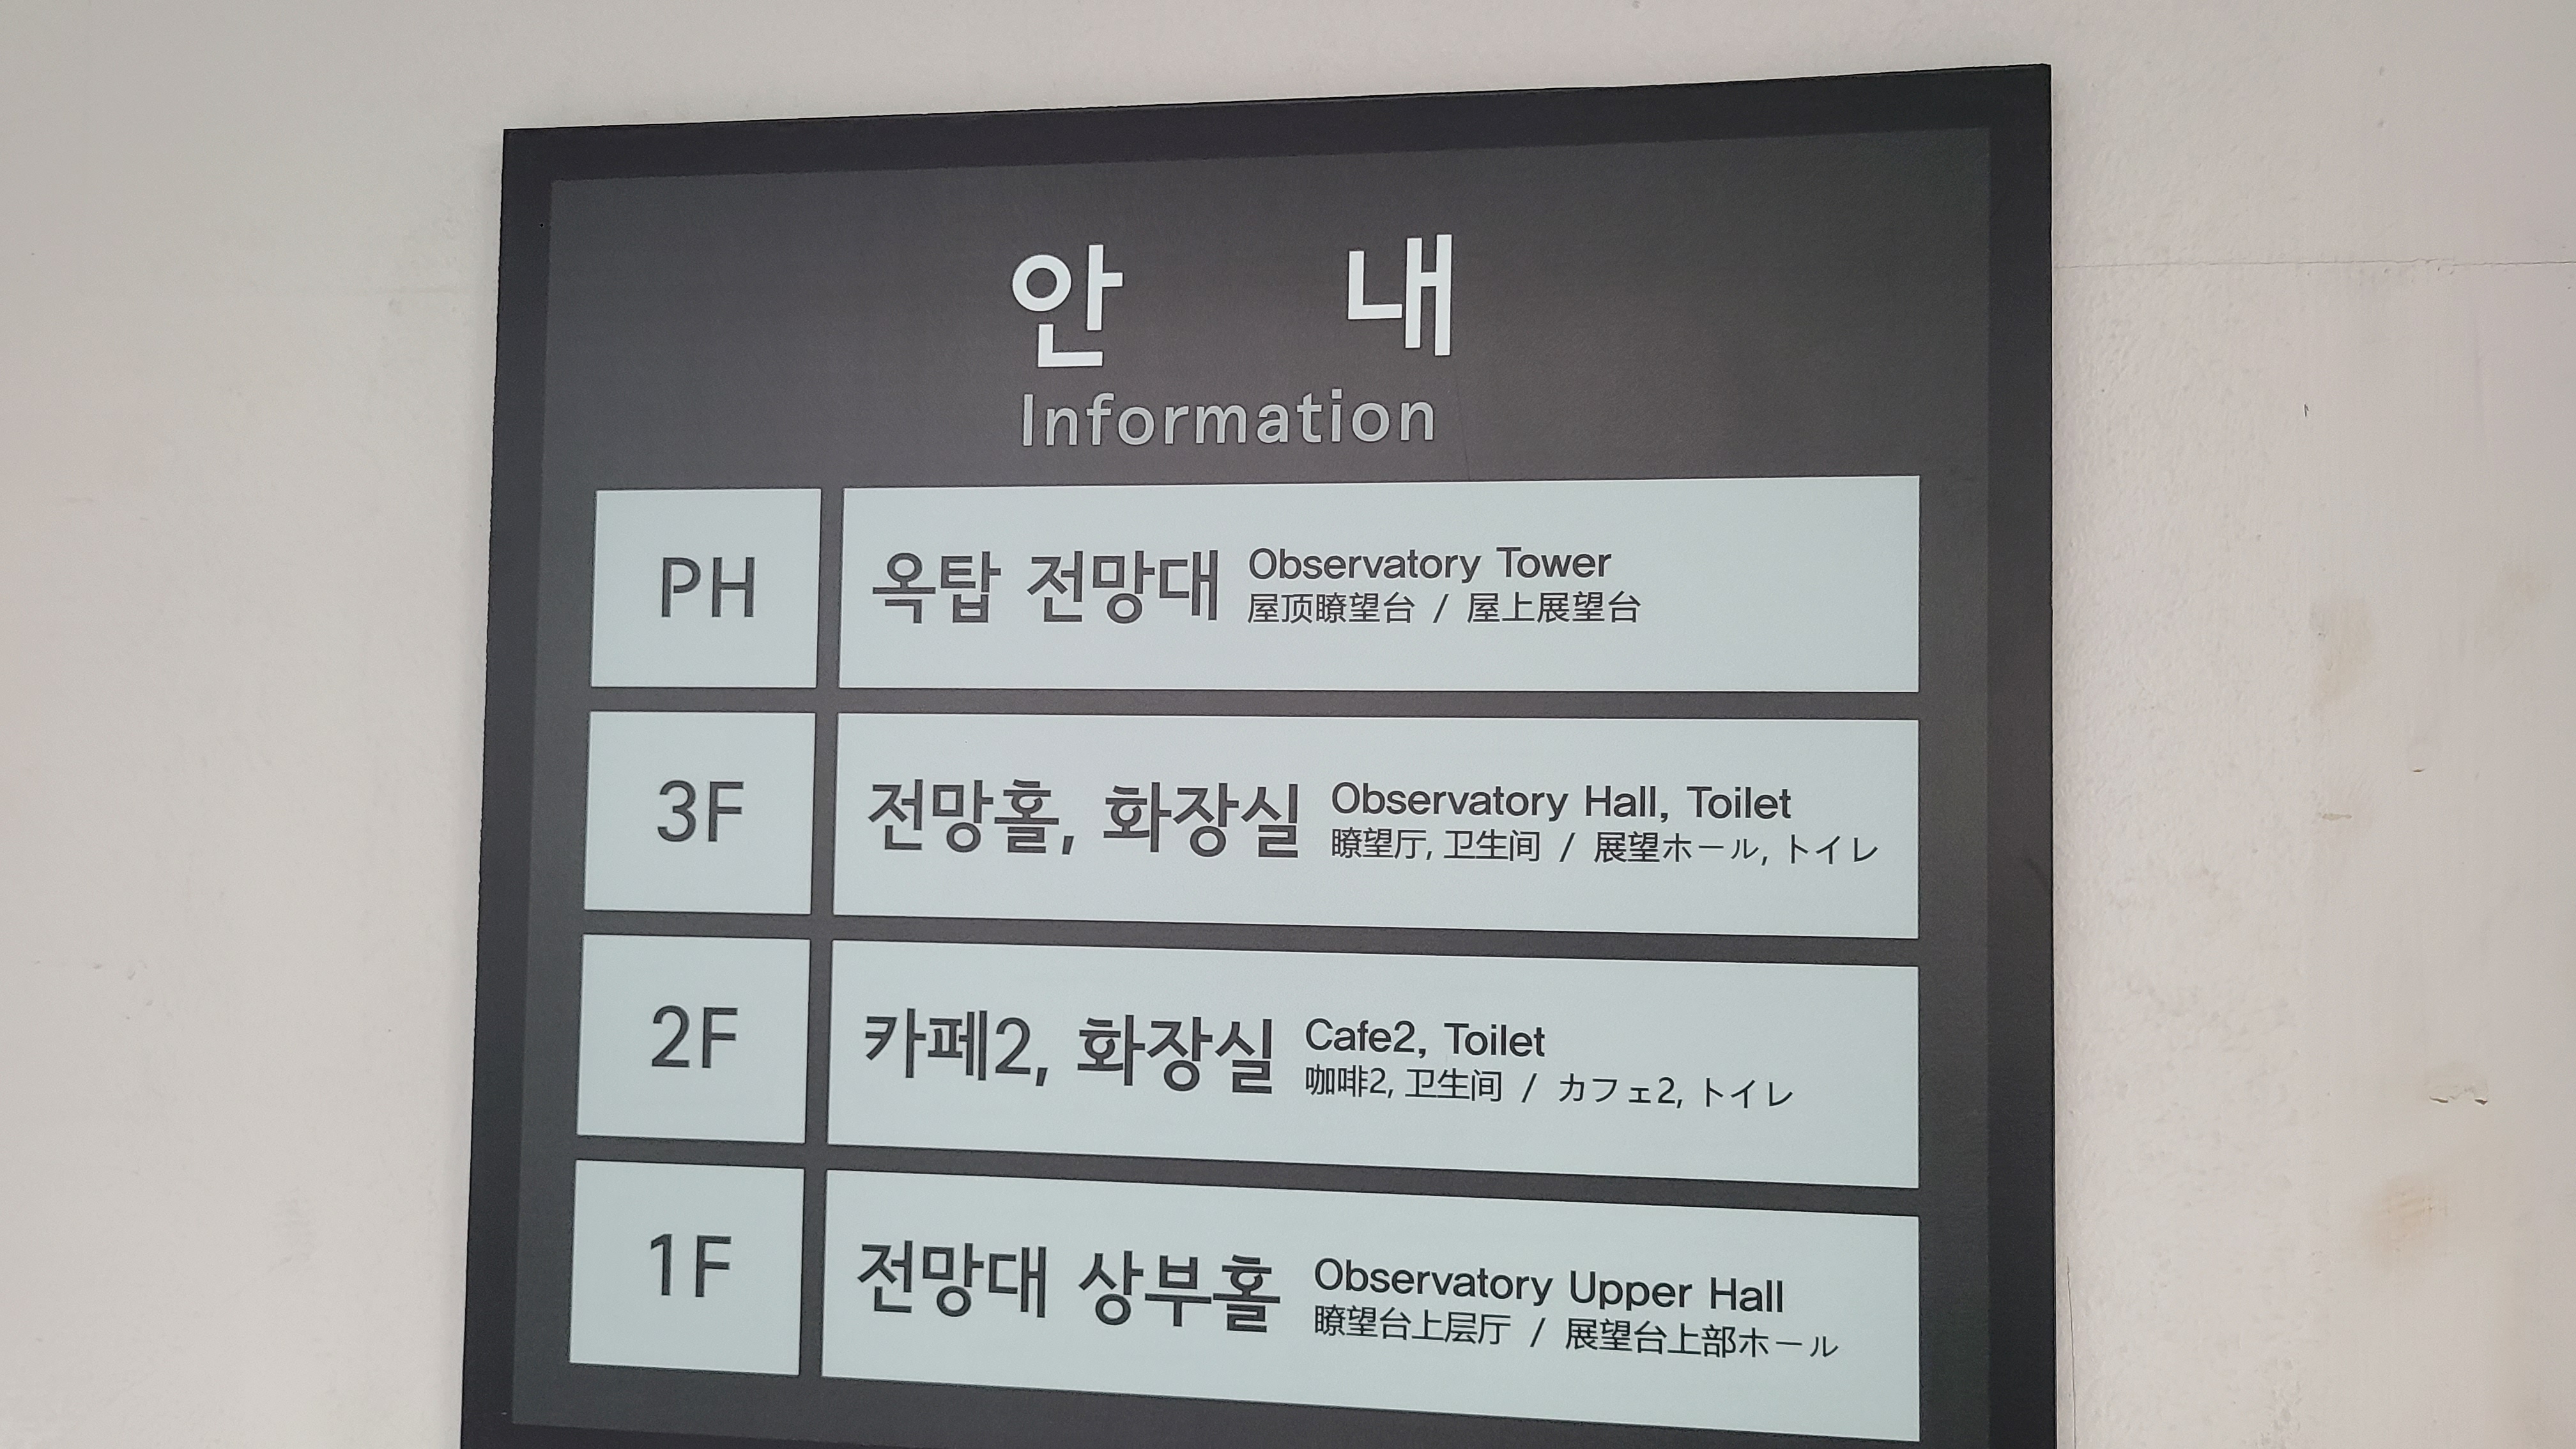 안 내
Information
PH
옥탑 전망대
Observatory Tower
屋顶瞭望台 / 屋上展望台
3F
전망홀, 화장실
Observatory Hall, Toilet
瞭望厅, 卫生间 / 展望ホール, トイレ
2F
카페2, 화장실
Cafe2, Toilet
咖啡2, 卫生间 / カフェ2, トイレ
1F
전망대 상부홀
Observatory Upper Hall
瞭望台上层厅 / 展望台上部ホール